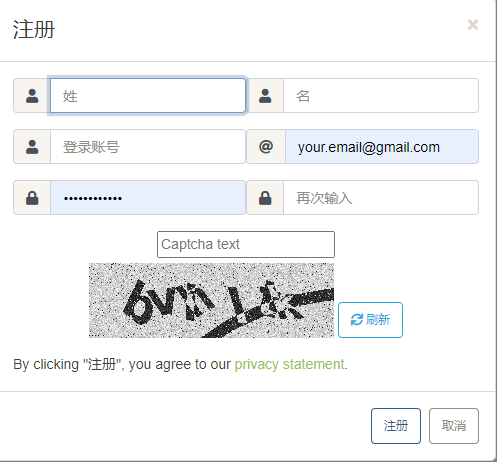 注册
×
姓
名
登录账号
@ your.email@gmail.com
••••••••••••
再次输入
Captcha text
刷新
By clicking "注册", you agree to our privacy statement.
注册
取消